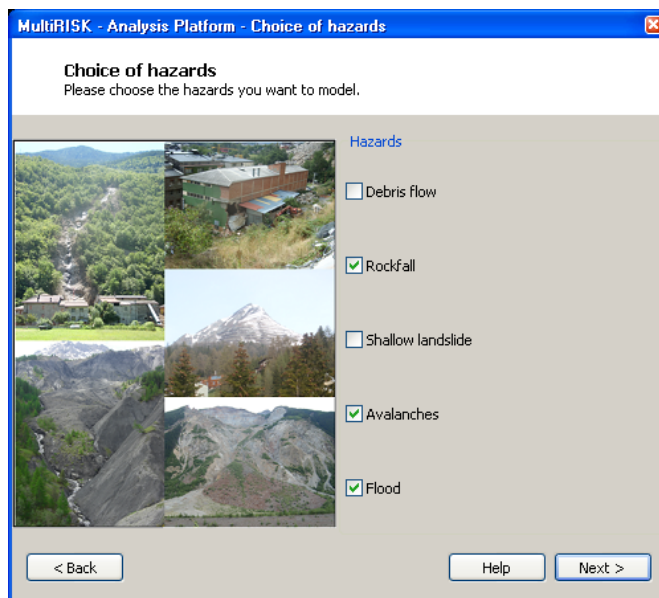 MultiRISK - Analysis Platform - Choice of hazards
Choice of hazards
Please choose the hazards you want to model.
Hazards
Debris flow
Rockfall
Shallow landslide
Avalanches
Flood
< Back
Help
Next >